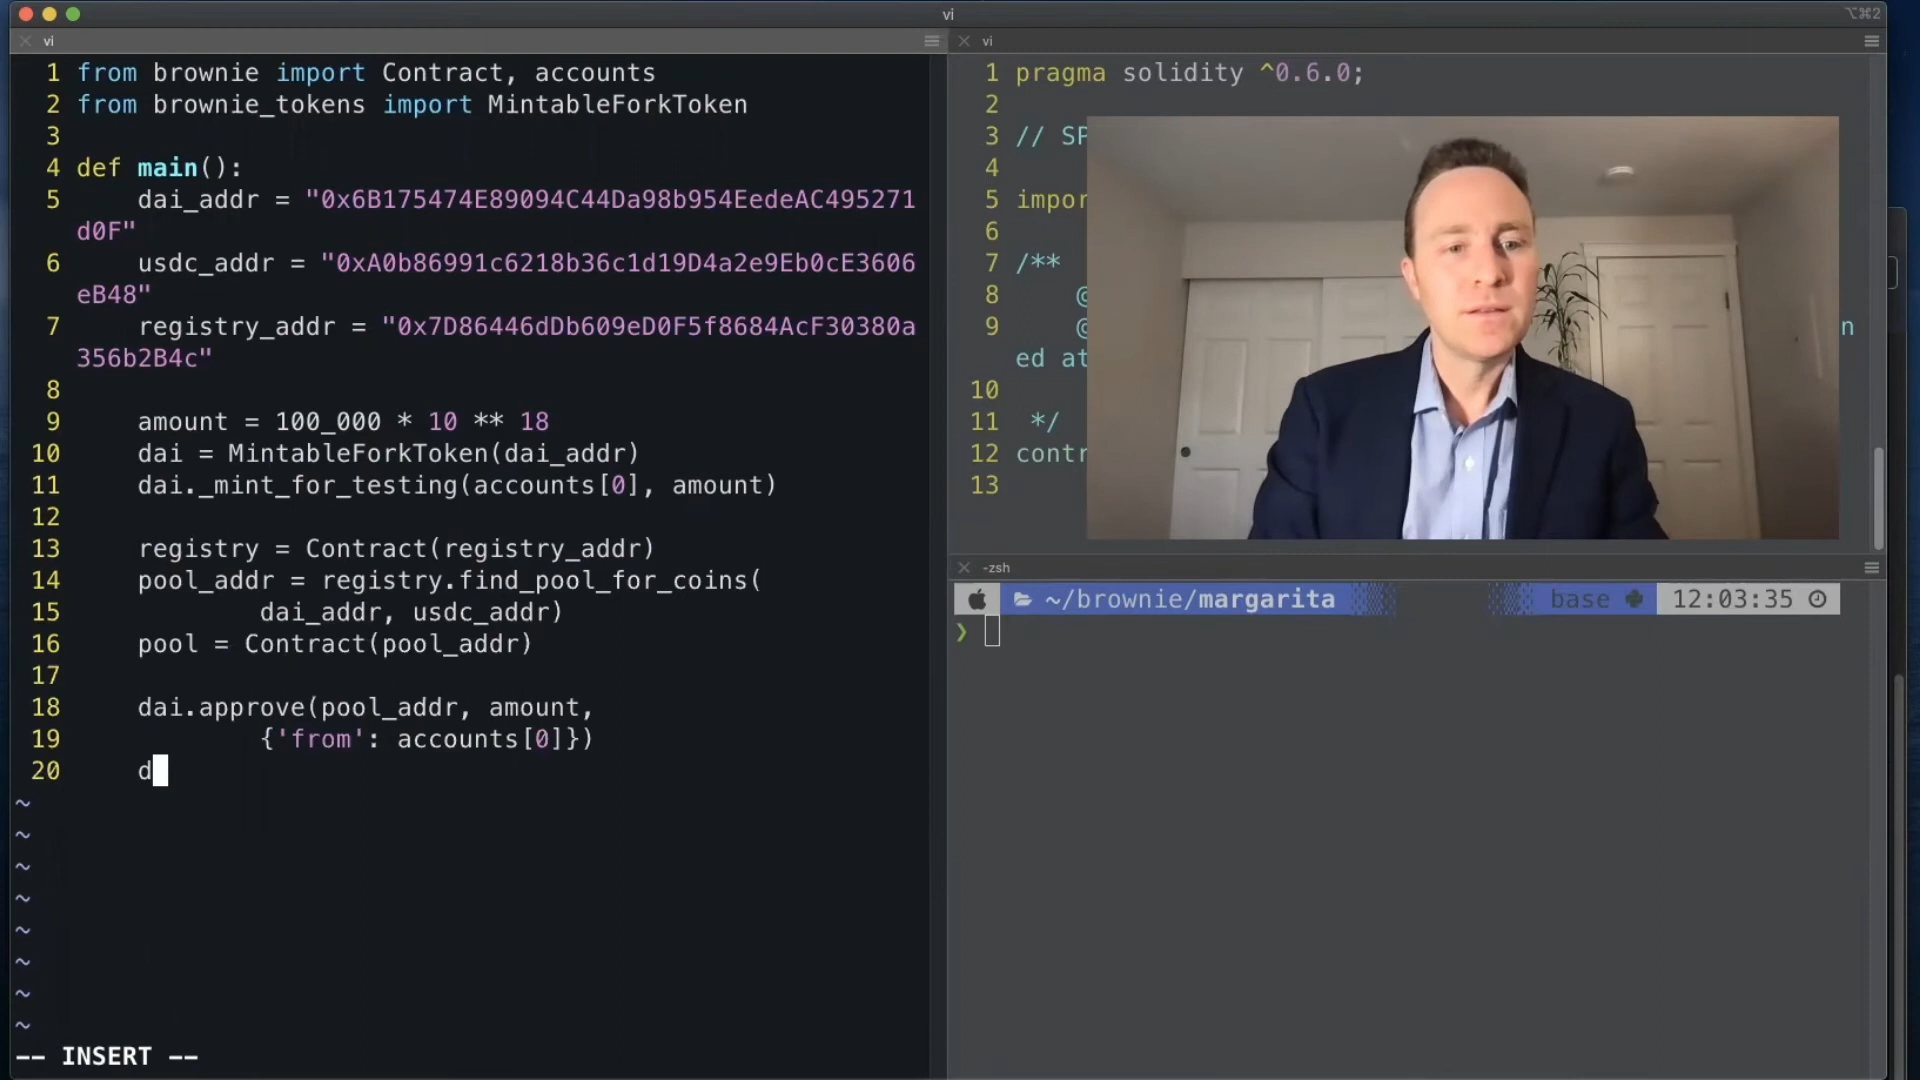 vi
⌥⌘2
vi
1 from brownie import Contract, accounts
2 from brownie_tokens import MintableForkToken
3
4 def main():
5 dai_addr = "0x6B175474E89094C44Da98b954EedeAC495271
d0F"
6 usdc_addr = "0xA0b86991c6218b36c1d19D4a2e9Eb0cE3606
eB48"
7 registry_addr = "0x7D86446dDb609eD0F5f8684AcF30380a
356b2B4c"
8
9 amount = 100_000 * 10 ** 18
10 dai = MintableForkToken(dai_addr)
11 dai._mint_for_testing(accounts[0], amount)
12
13 registry = Contract(registry_addr)
14 pool_addr = registry.find_pool_for_coins(
15 dai_addr, usdc_addr)
16 pool = Contract(pool_addr)
17
18 dai.approve(pool_addr, amount,
19 {'from': accounts[0]})
20 d
~
~
~
~
~
~
~
~
-- INSERT --
vi
1 pragma solidity ^0.6.0;
2
3 // SP
4
5 impor
6
7 /**
8 @
9 @ n
ed at
10
11 */
12 contr
13
-zsh
~/brownie/margarita base 12:03:35
❯